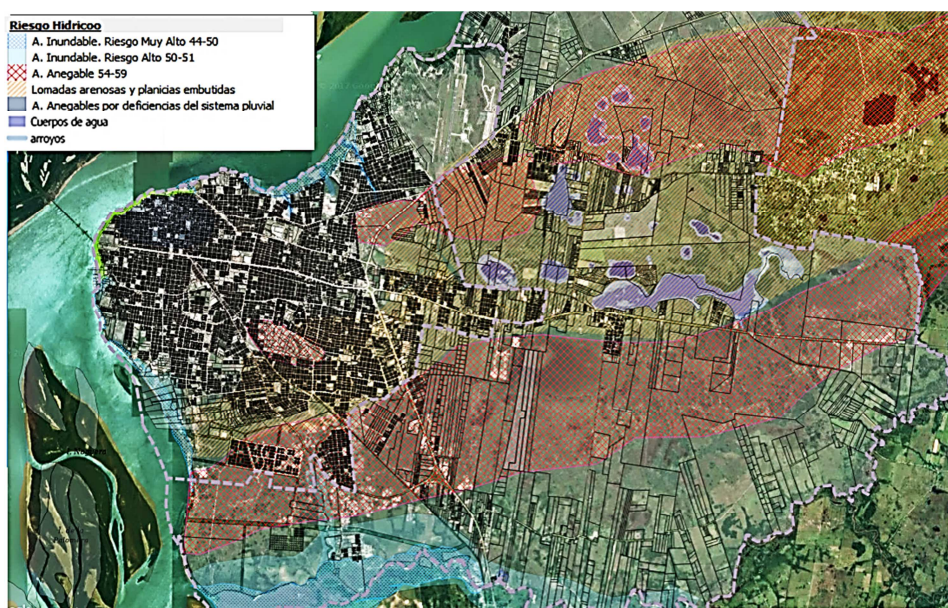 Riesgo Hidricoo
A. Inundable. Riesgo Muy Alto 44-50
A. Inundable. Riesgo Alto 50-51
A. Anegable 54-59
Lomadas arenosas y planicias embutidas
A. Anegables por deficiencias del sistema pluvial
Cuerpos de agua
arroyos